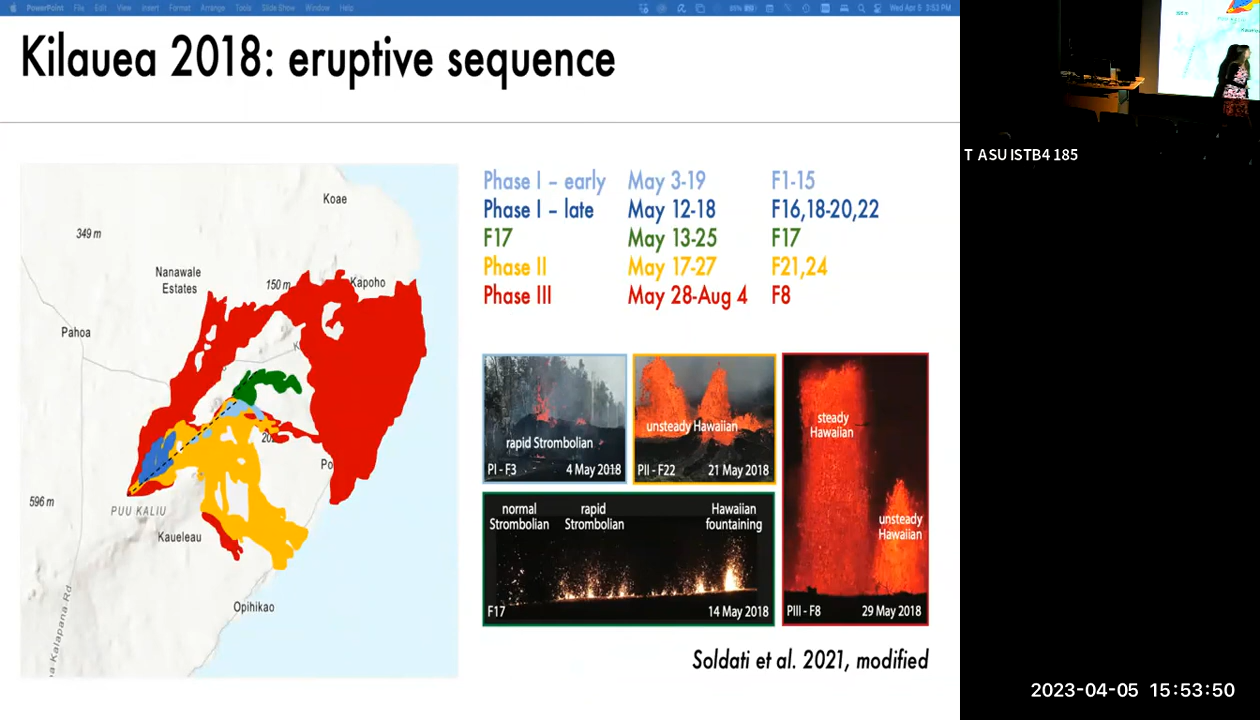 PowerPoint File Edit View Insert Format Arrange Tools Slide Show Window Help
Wed Apr 5 3:53 PM
Kilauea 2018: eruptive sequence
Phase I – early May 3-19 F1-15
Phase I – late May 12-18 F16,18-20,22
F17 May 13-25 F17
Phase II May 17-27 F21,24
Phase III May 28-Aug 4 F8
Koae
349 m
Nanawale
Estates
150 m
Kapoho
Pahoa
Po
596 m
PUU KALIU
Kaueleau
Opihikao
a Kalapana Rd
rapid Strombolian
PI - F3 4 May 2018
unsteady Hawaiian
PII - F22 21 May 2018
steady
Hawaiian
unsteady
Hawaiian
PIII - F8 29 May 2018
normal
Strombolian
rapid
Strombolian
Hawaiian
fountaining
F17 14 May 2018
Soldati et al. 2021, modified
T ASU ISTB4 185
2023-04-05 15:53:50